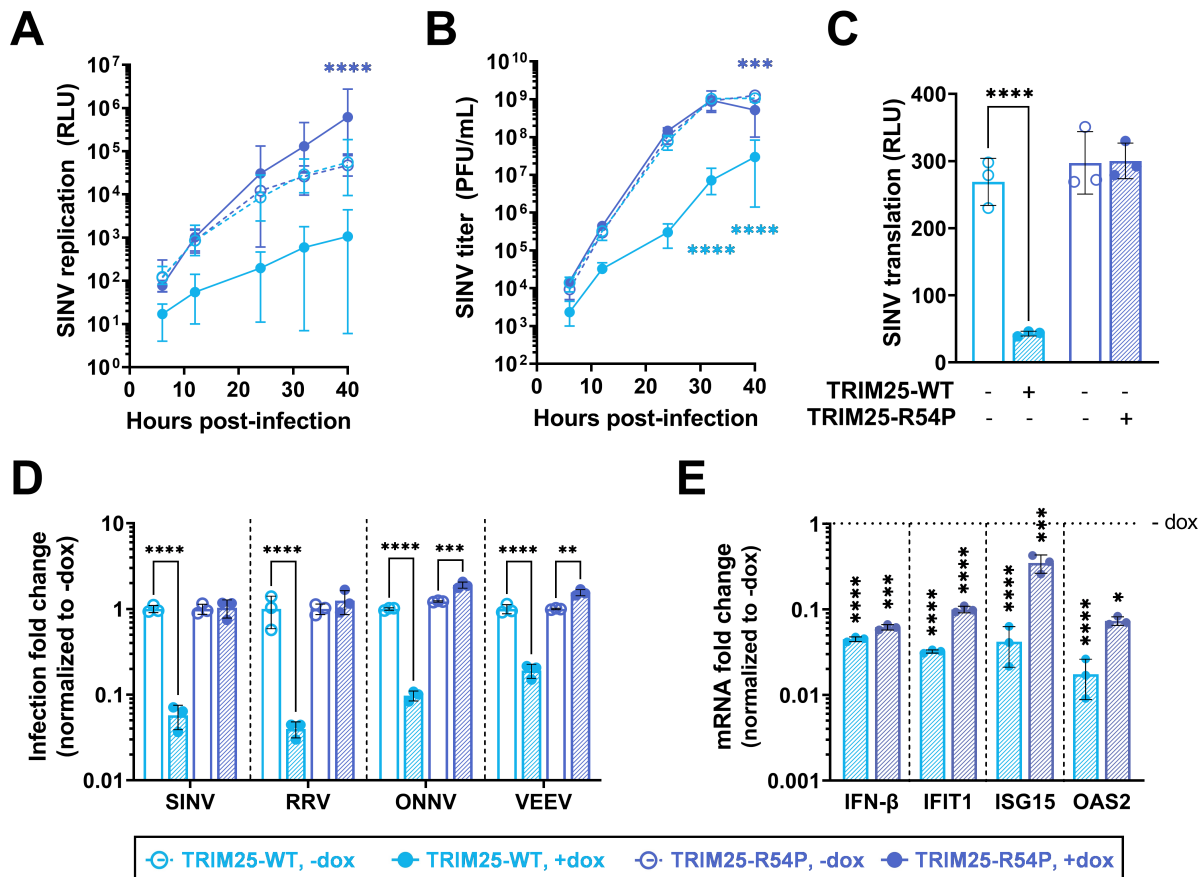 A
SINV replication (RLU)
10⁷
10⁶
10⁵
10⁴
10³
10²
10¹
10⁰
****
0 10 20 30 40
Hours post-infection
B
SINV titer (PFU/mL)
10¹⁰
10⁹
10⁸
10⁷
10⁶
10⁵
10⁴
10³
10²
***
****
****
0 10 20 30 40
Hours post-infection
C
SINV translation (RLU)
400
300
200
100
0
****
TRIM25-WT - + - -
TRIM25-R54P - - - +
D
Infection fold change
(normalized to -dox)
10
1
0.1
0.01
**** **** **** *** **** **
SINV RRV ONNV VEEV
E
mRNA fold change
(normalized to -dox)
1
0.1
0.01
0.001
- dox
**** *** **** **** **** *** **** *
IFN-β IFIT1 ISG15 OAS2
TRIM25-WT, -dox TRIM25-WT, +dox TRIM25-R54P, -dox TRIM25-R54P, +dox